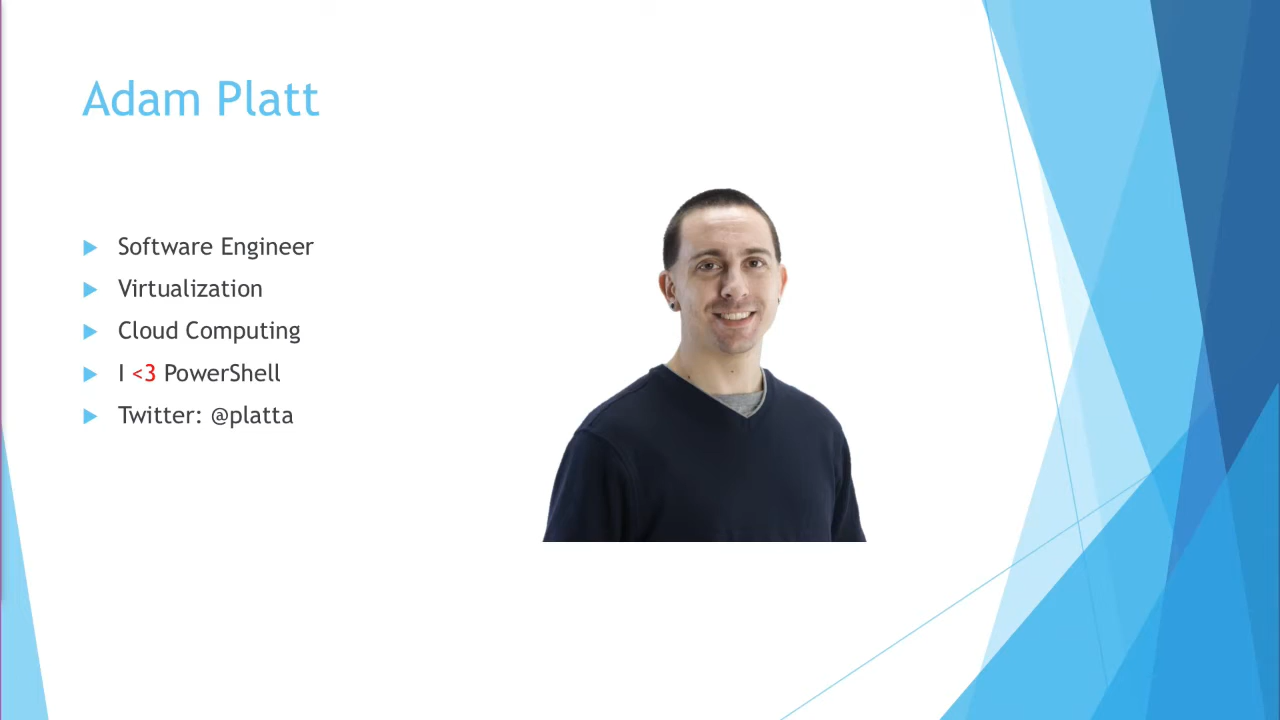 Adam Platt
Software Engineer
Virtualization
Cloud Computing
I <3 PowerShell
Twitter: @platta